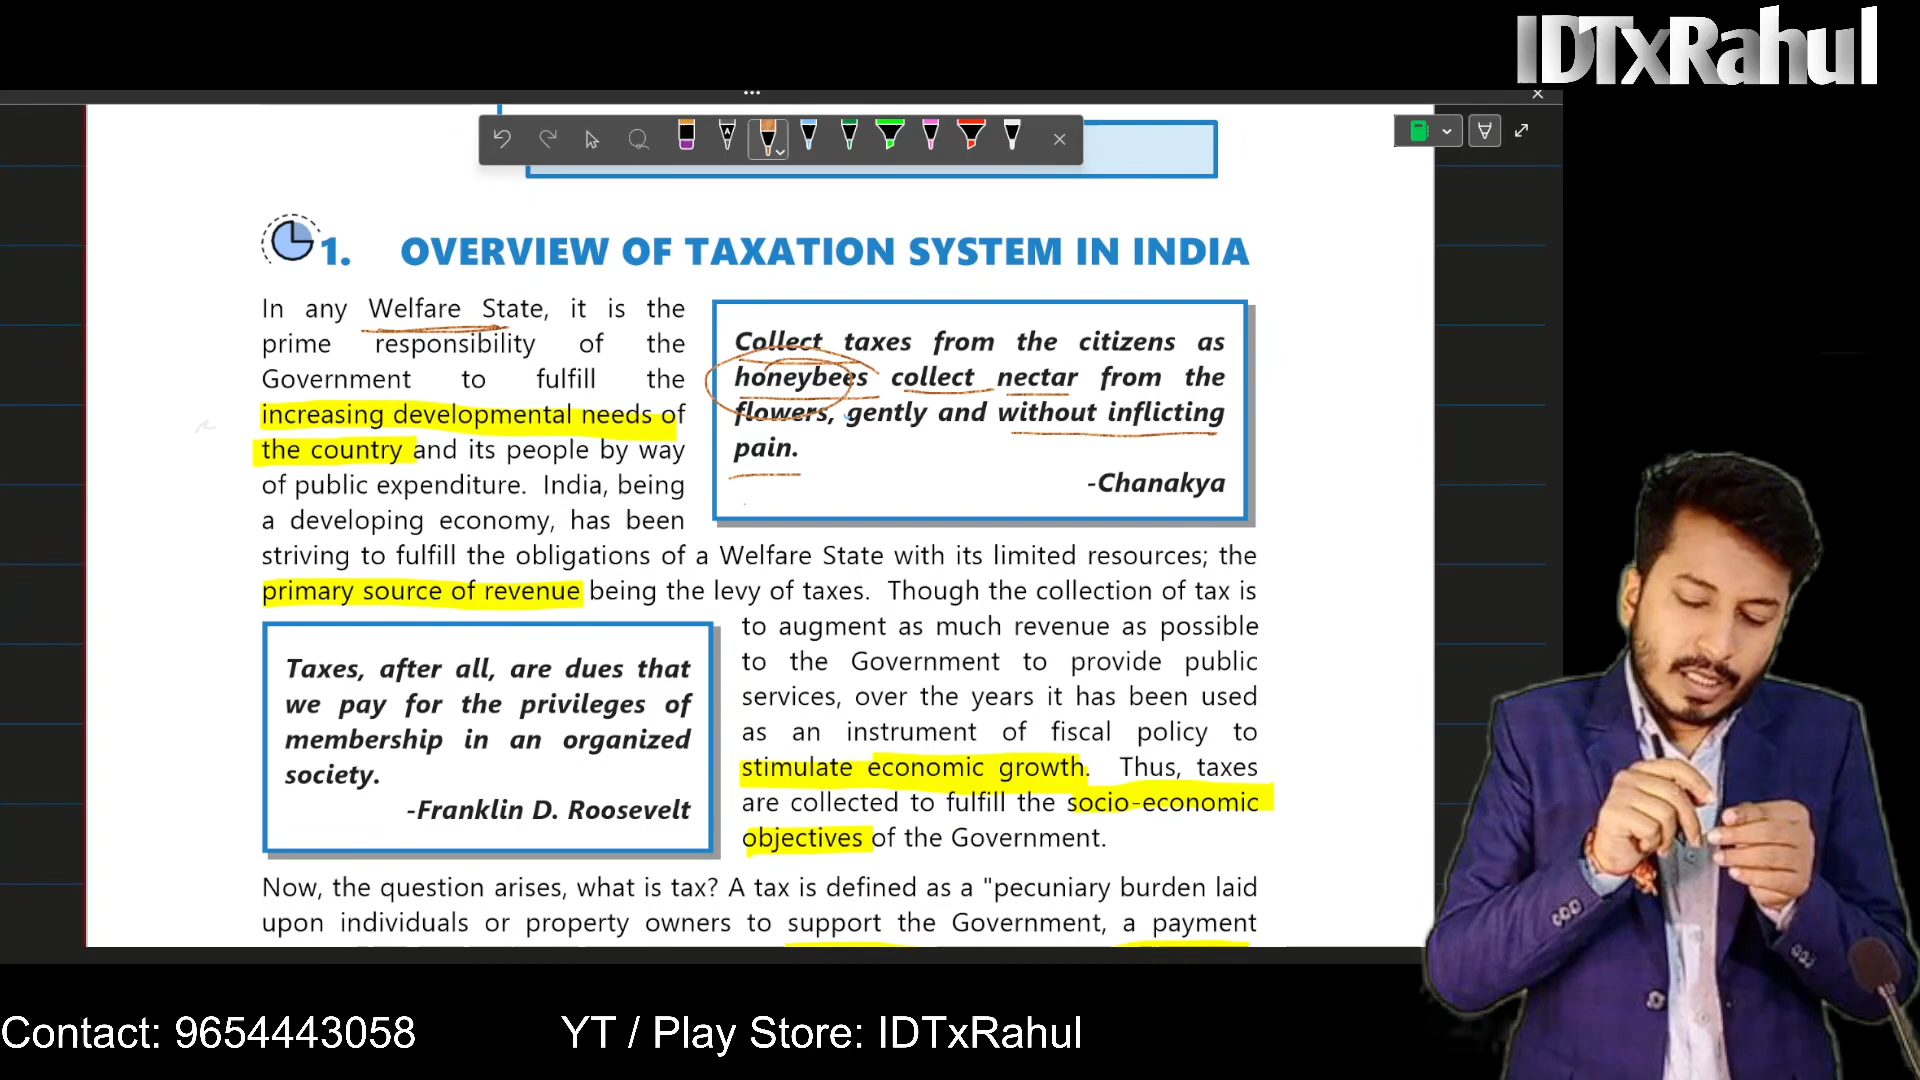 IDTxRahul
1. OVERVIEW OF TAXATION SYSTEM IN INDIA
In any Welfare State, it is the
prime responsibility of the
Government to fulfill the
increasing developmental needs of
the country and its people by way
of public expenditure. India, being
a developing economy, has been
Collect taxes from the citizens as
honeybees collect nectar from the
flowers, gently and without inflicting
pain.
-Chanakya
striving to fulfill the obligations of a Welfare State with its limited resources; the
primary source of revenue being the levy of taxes. Though the collection of tax is
Taxes, after all, are dues that
we pay for the privileges of
membership in an organized
society.
-Franklin D. Roosevelt
to augment as much revenue as possible
to the Government to provide public
services, over the years it has been used
as an instrument of fiscal policy to
stimulate economic growth. Thus, taxes
are collected to fulfill the socio-economic
objectives of the Government.
Now, the question arises, what is tax? A tax is defined as a "pecuniary burden laid
upon individuals or property owners to support the Government, a payment
Contact: 9654443058 YT / Play Store: IDTxRahul